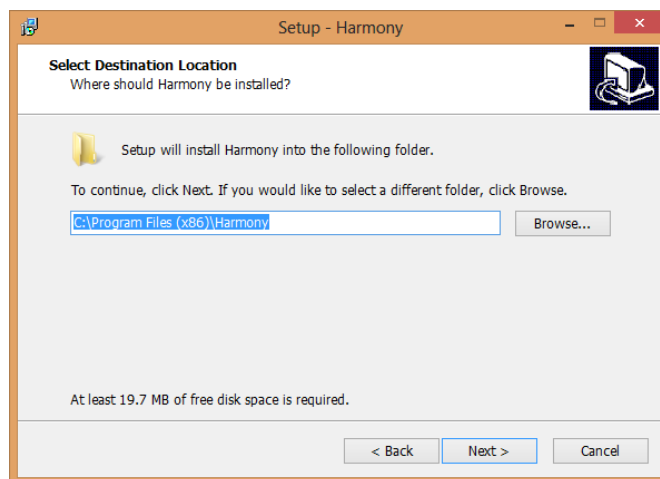 Setup - Harmony
Select Destination Location
Where should Harmony be installed?
Setup will install Harmony into the following folder.
To continue, click Next. If you would like to select a different folder, click Browse.
C:\Program Files (x86)\Harmony
Browse...
At least 19.7 MB of free disk space is required.
< Back
Next >
Cancel